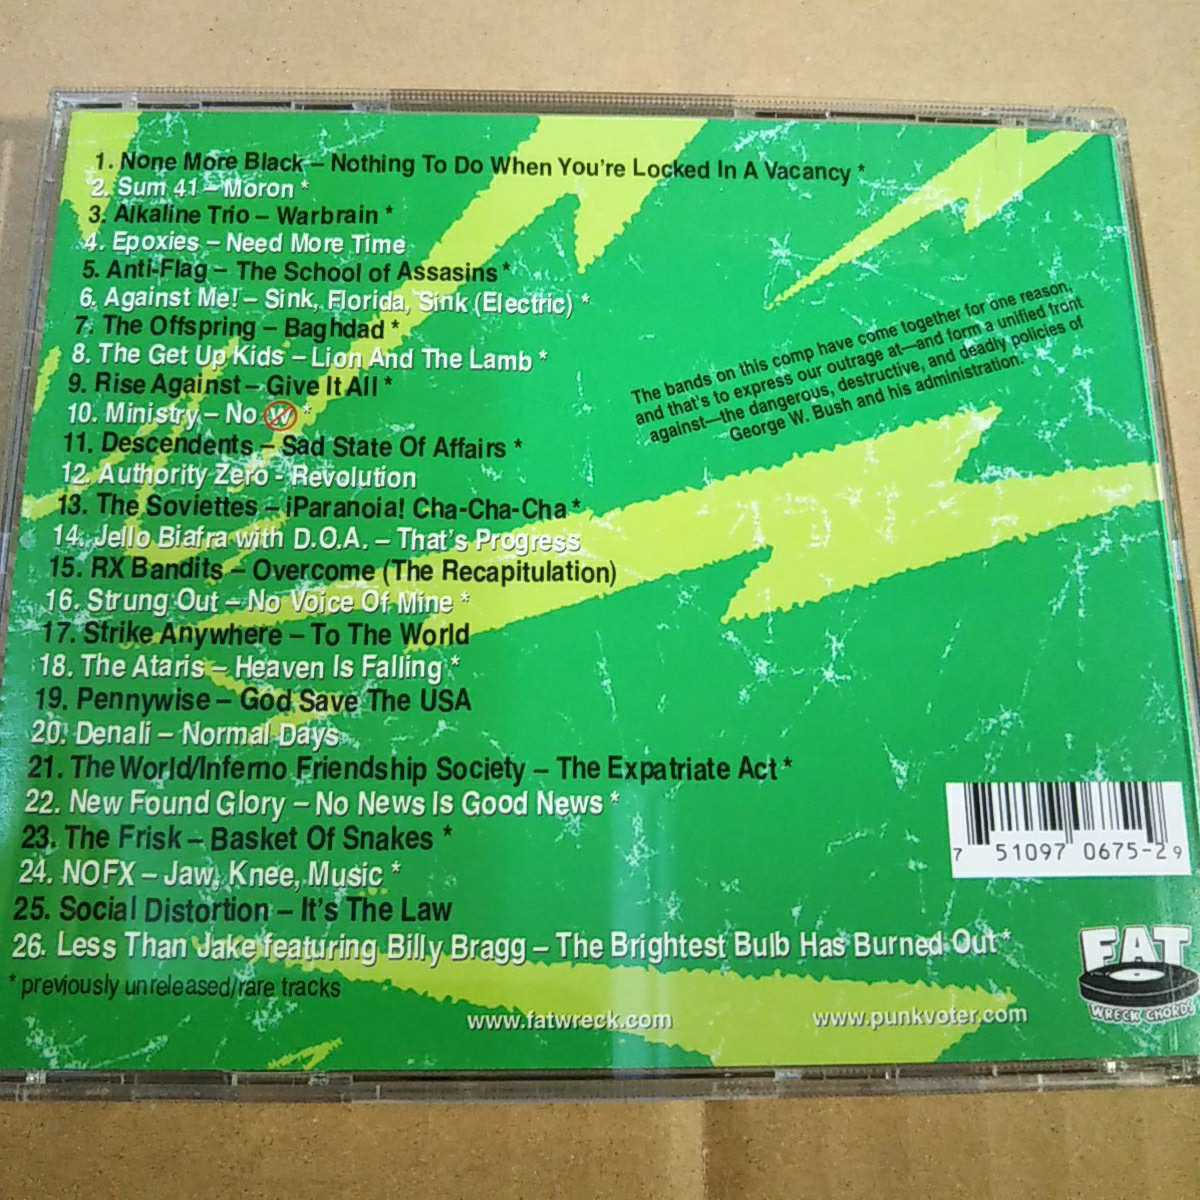 1. None More Black – Nothing To Do When You're Locked In A Vacancy *
2. Sum 41 – Moron *
3. Alkaline Trio – Warbrain *
4. Epoxies – Need More Time
5. Anti-Flag – The School of Assasins *
6. Against Me! – Sink, Florida, Sink (Electric) *
7. The Offspring – Baghdad *
8. The Get Up Kids – Lion And The Lamb *
9. Rise Against – Give It All *
10. Ministry – No W *
11. Descendents – Sad State Of Affairs *
12. Authority Zero - Revolution
13. The Soviettes – ¡Paranoia! Cha-Cha-Cha *
14. Jello Biafra with D.O.A. – That's Progress
15. RX Bandits – Overcome (The Recapitulation)
16. Strung Out – No Voice Of Mine *
17. Strike Anywhere – To The World
18. The Ataris – Heaven Is Falling *
19. Pennywise – God Save The USA
20. Denali – Normal Days
21. The World/Inferno Friendship Society – The Expatriate Act *
22. New Found Glory – No News Is Good News *
23. The Frisk – Basket Of Snakes *
24. NOFX – Jaw, Knee, Music *
25. Social Distortion – It's The Law
26. Less Than Jake featuring Billy Bragg – The Brightest Bulb Has Burned Out *
* previously unreleased/rare tracks
The bands on this comp have come together for one reason,
and that's to express our outrage at—and form a unified front
against—the dangerous, destructive, and deadly policies of
George W. Bush and his administration.
7 51097 0675-2 9
FAT
WRECK CHORDS
www.fatwreck.com
www.punkvoter.com